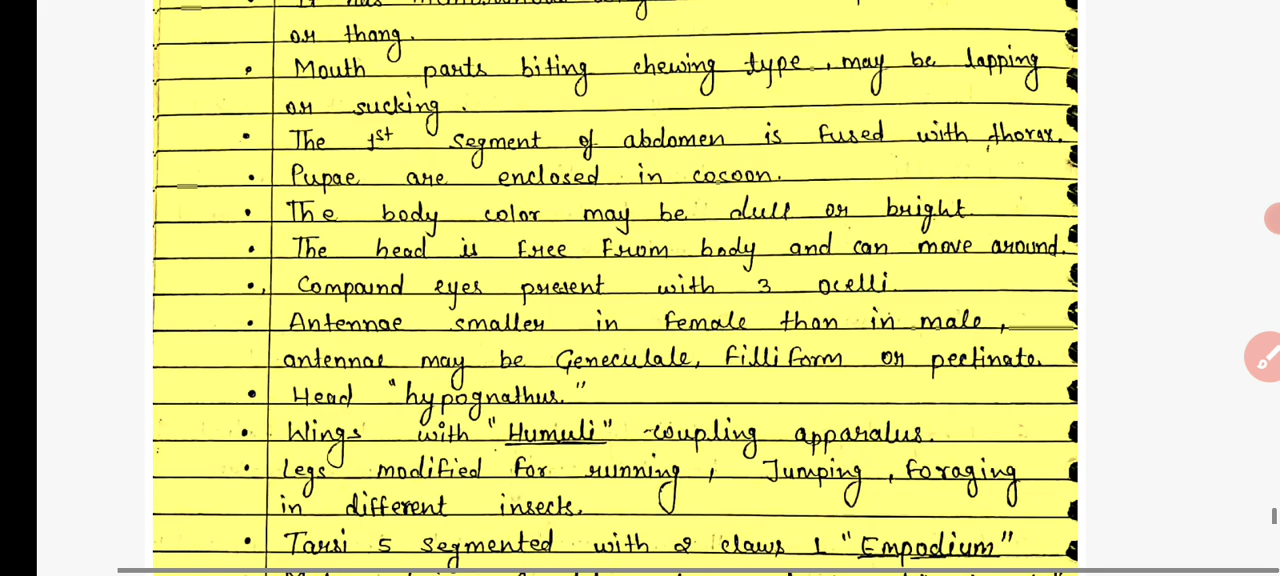 or thang.
• Mouth parts biting chewing type, may be lapping
or sucking.
• The 1st segment of abdomen is fused with thorax.
• Pupae are enclosed in cocoon.
• The body color may be dull or bright.
• The head is free from body and can move around.
• Compound eyes present with 3 ocelli.
• Antennae smaller in female than in male,
antennae may be Geneculate, filliform or pectinate.
• Head "hypognathus."
• Wings with "Humuli" -coupling apparatus.
• Legs modified for running, Jumping, foraging
in different insects.
• Tarsi 5 segmented with 2 claws 1 "Empodium"